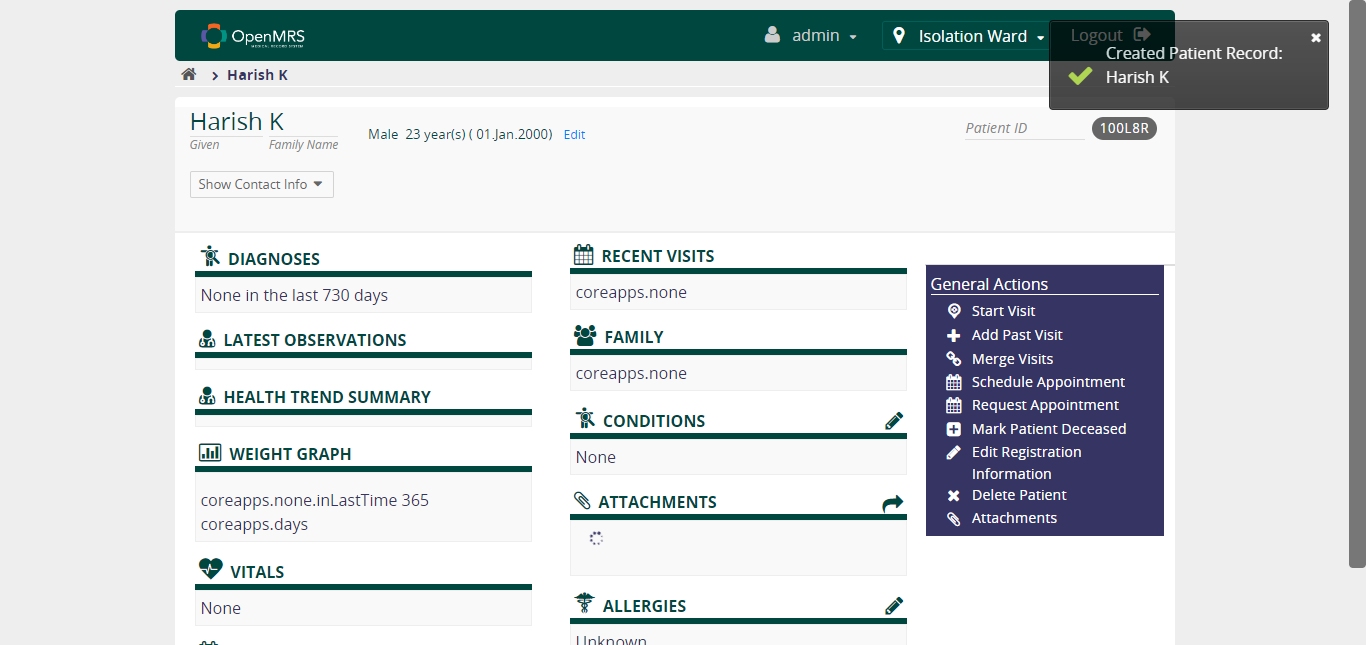 OpenMRS
MEDICAL RECORD SYSTEM
admin
Isolation Ward
Logout
Created Patient Record:
Harish K
Harish K
Harish K
Given
Family Name
Male 23 year(s) ( 01.Jan.2000) Edit
Patient ID
100L8R
Show Contact Info
DIAGNOSES
None in the last 730 days
LATEST OBSERVATIONS
HEALTH TREND SUMMARY
WEIGHT GRAPH
coreapps.none.inLastTime 365
coreapps.days
VITALS
None
RECENT VISITS
coreapps.none
FAMILY
coreapps.none
CONDITIONS
None
ATTACHMENTS
ALLERGIES
Unknown
General Actions
Start Visit
Add Past Visit
Merge Visits
Schedule Appointment
Request Appointment
Mark Patient Deceased
Edit Registration
Information
Delete Patient
Attachments